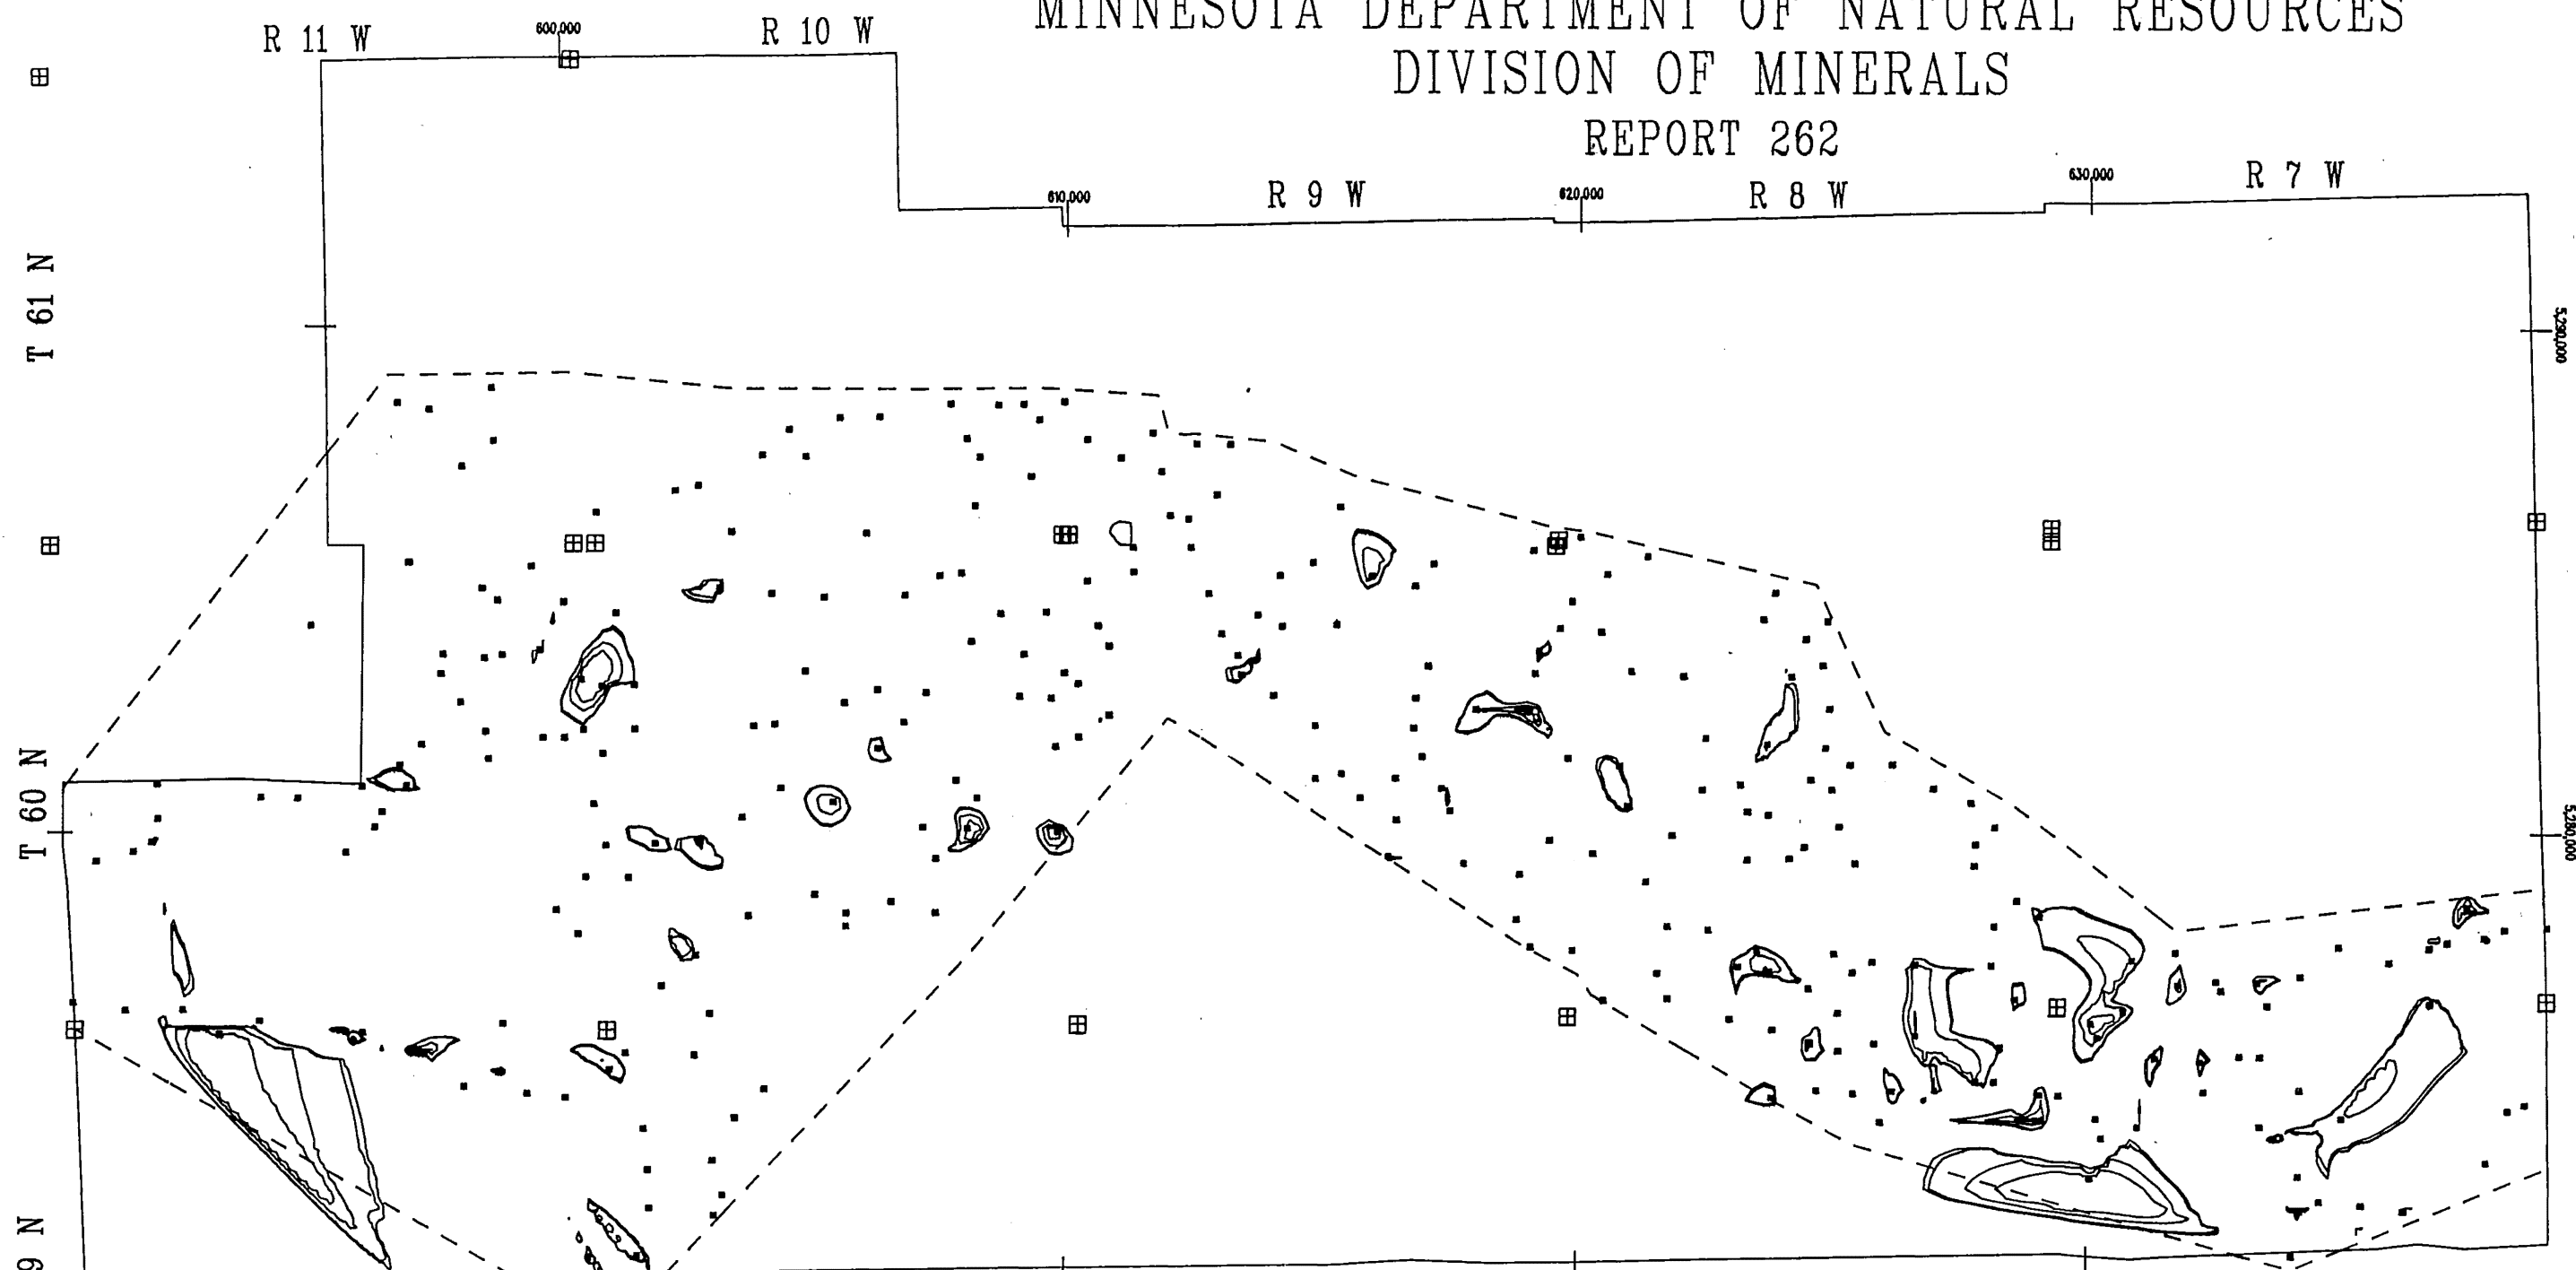 MINNESOTA DEPARTMENT OF NATURAL RESOURCES
DIVISION OF MINERALS
REPORT 262
R 11 W
600,000
R 10 W
610,000
R 9 W
620,000
R 8 W
630,000
R 7 W
T 61 N
5,290,000
T 60 N
5,280,000
9 N